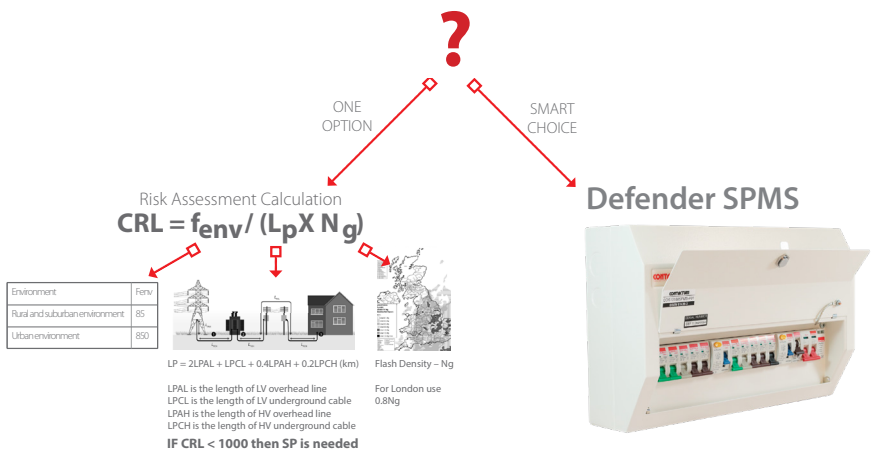 ?
ONE
OPTION
SMART
CHOICE
Risk Assessment Calculation
CRL = fenv / (LpX Ng)
Defender SPMS
Environment Fenv
Rural and suburban environment 85
Urban environment 850
LP = 2LPAL + LPCL + 0.4LPAH + 0.2LPCH (km)
LPAL is the length of LV overhead line
LPCL is the length of LV underground cable
LPAH is the length of HV overhead line
LPCH is the length of HV underground cable
IF CRL < 1000 then SP is needed
Flash Density – Ng
For London use
0.8Ng